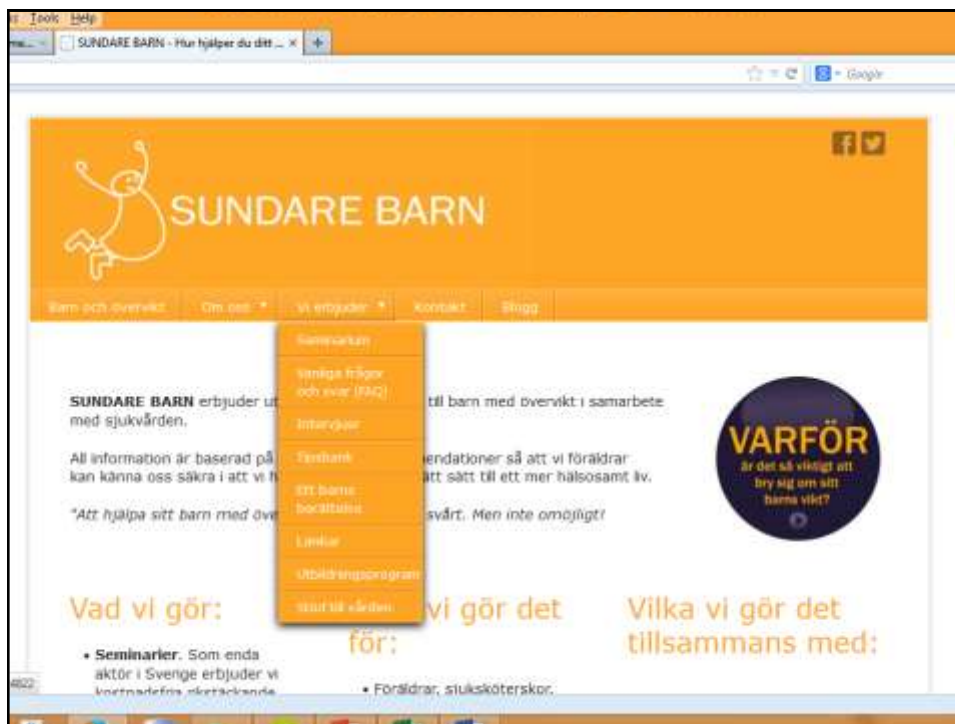 Tools Help
SUNDARE BARN - Hur hjälper du ditt ...
Google
SUNDARE BARN
Barn och övervikt Om oss Vi erbjuder Kontakt Blogg
Seminarium
Vanliga frågor
och svar (FAQ)
Intervjuer
Tipsbank
Ett barns
berättelse
Länkar
Utbildningsprogram
Stöd till vården
SUNDARE BARN erbjuder ut till barn med övervikt i samarbete
med sjukvården.
All information är baserad på endationer så att vi föräldrar
kan känna oss säkra i att vi h ätt sätt till ett mer hälsosamt liv.
"Att hjälpa sitt barn med öve svårt. Men inte omöjligt!
VARFÖR
är det så viktigt att
bry sig om sitt
barns vikt?
Vad vi gör:
• Seminarier. Som enda
aktör i Sverige erbjuder vi
kostnadsfria rikstäckande
vi gör det
för:
• Föräldrar, sjuksköterskor,
Vilka vi gör det
tillsammans med:
4822